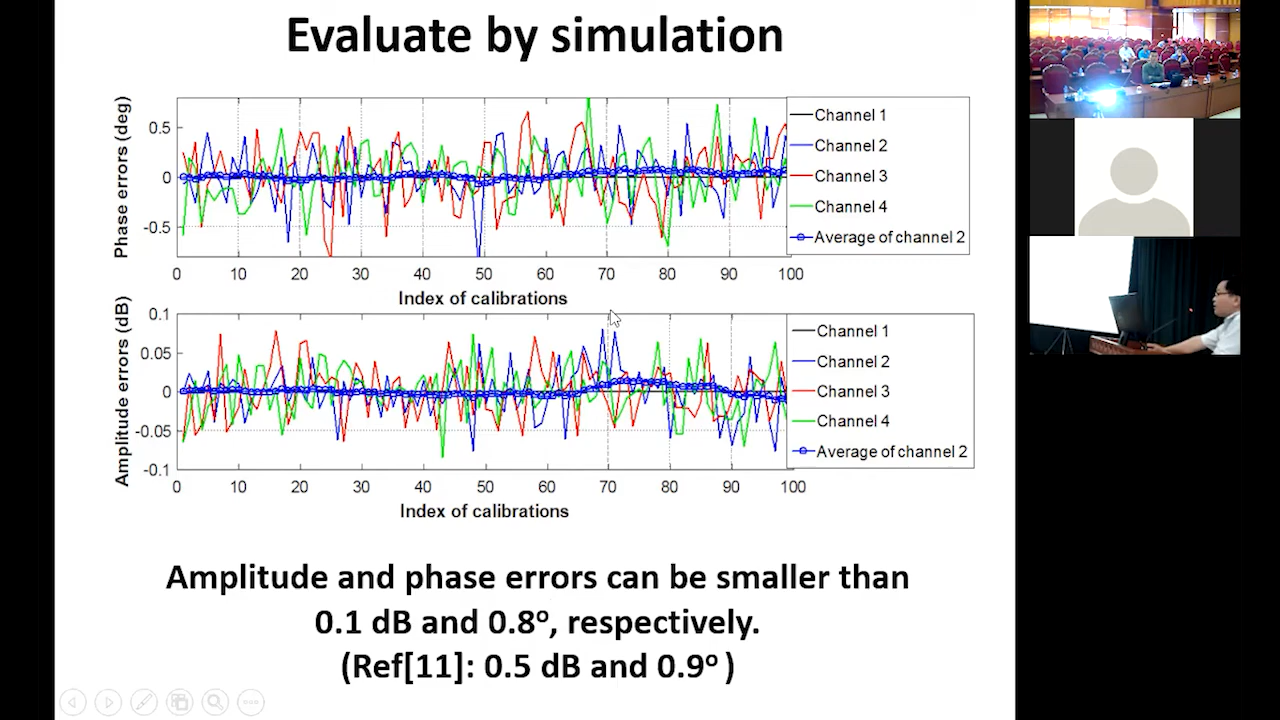 Evaluate by simulation
Phase errors (deg)
0.5
0
-0.5
0 10 20 30 40 50 60 70 80 90 100
Index of calibrations
Channel 1
Channel 2
Channel 3
Channel 4
Average of channel 2
Amplitude errors (dB)
0.1
0.05
0
-0.05
-0.1
0 10 20 30 40 50 60 70 80 90 100
Index of calibrations
Channel 1
Channel 2
Channel 3
Channel 4
Average of channel 2
Amplitude and phase errors can be smaller than
0.1 dB and 0.8º, respectively.
(Ref[11]: 0.5 dB and 0.9º )